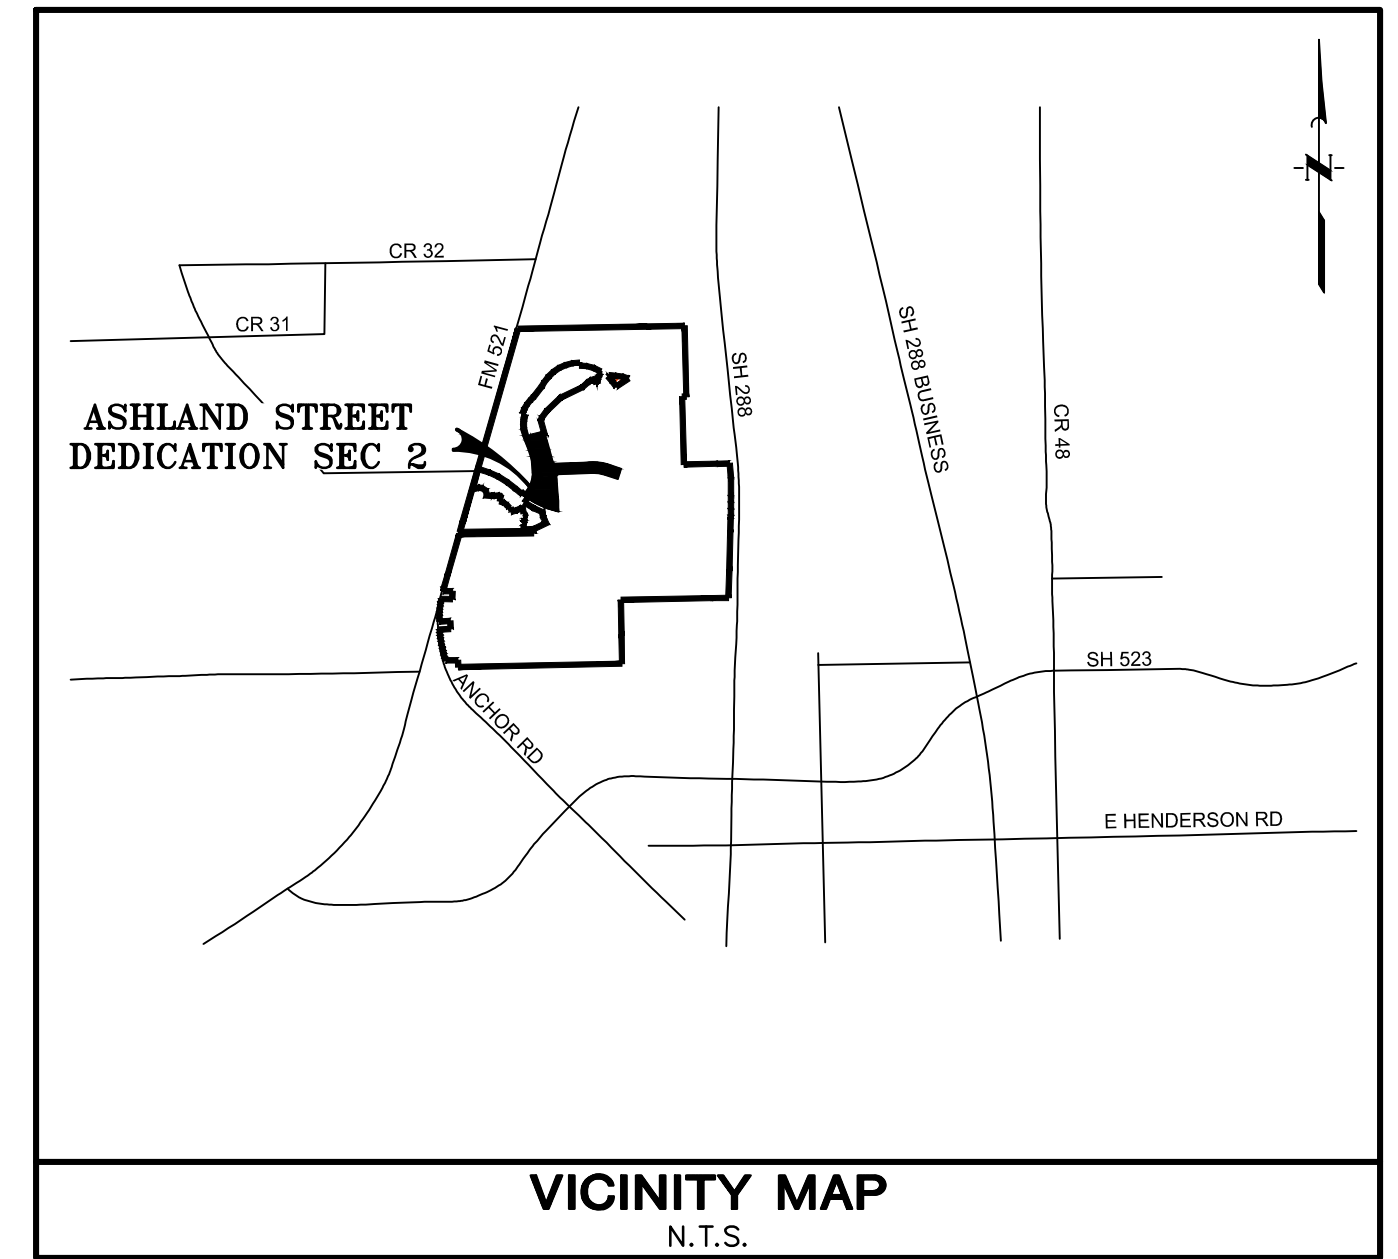 N
CR 32
CR 31
FM 521
SH 288
SH 288 BUSINESS
CR 48
ASHLAND STREET
DEDICATION SEC 2
SH 523
ANCHOR RD
E HENDERSON RD
VICINITY MAP
N.T.S.